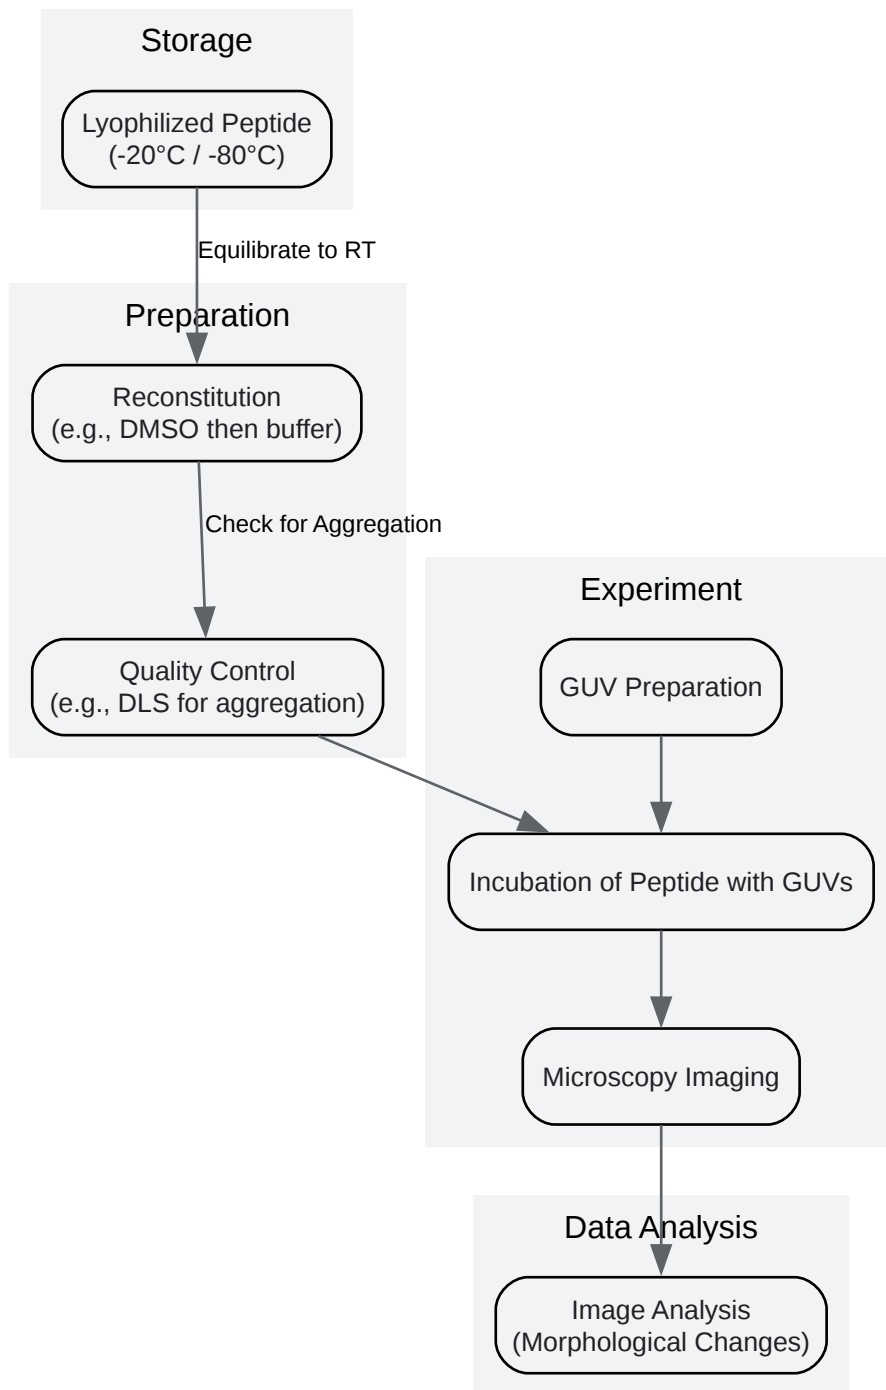 Storage
Lyophilized Peptide
(-20°C / -80°C)
Equilibrate to RT
Preparation
Reconstitution
(e.g., DMSO then buffer)
Check for Aggregation
Quality Control
(e.g., DLS for aggregation)
Experiment
GUV Preparation
Incubation of Peptide with GUVs
Microscopy Imaging
Data Analysis
Image Analysis
(Morphological Changes)